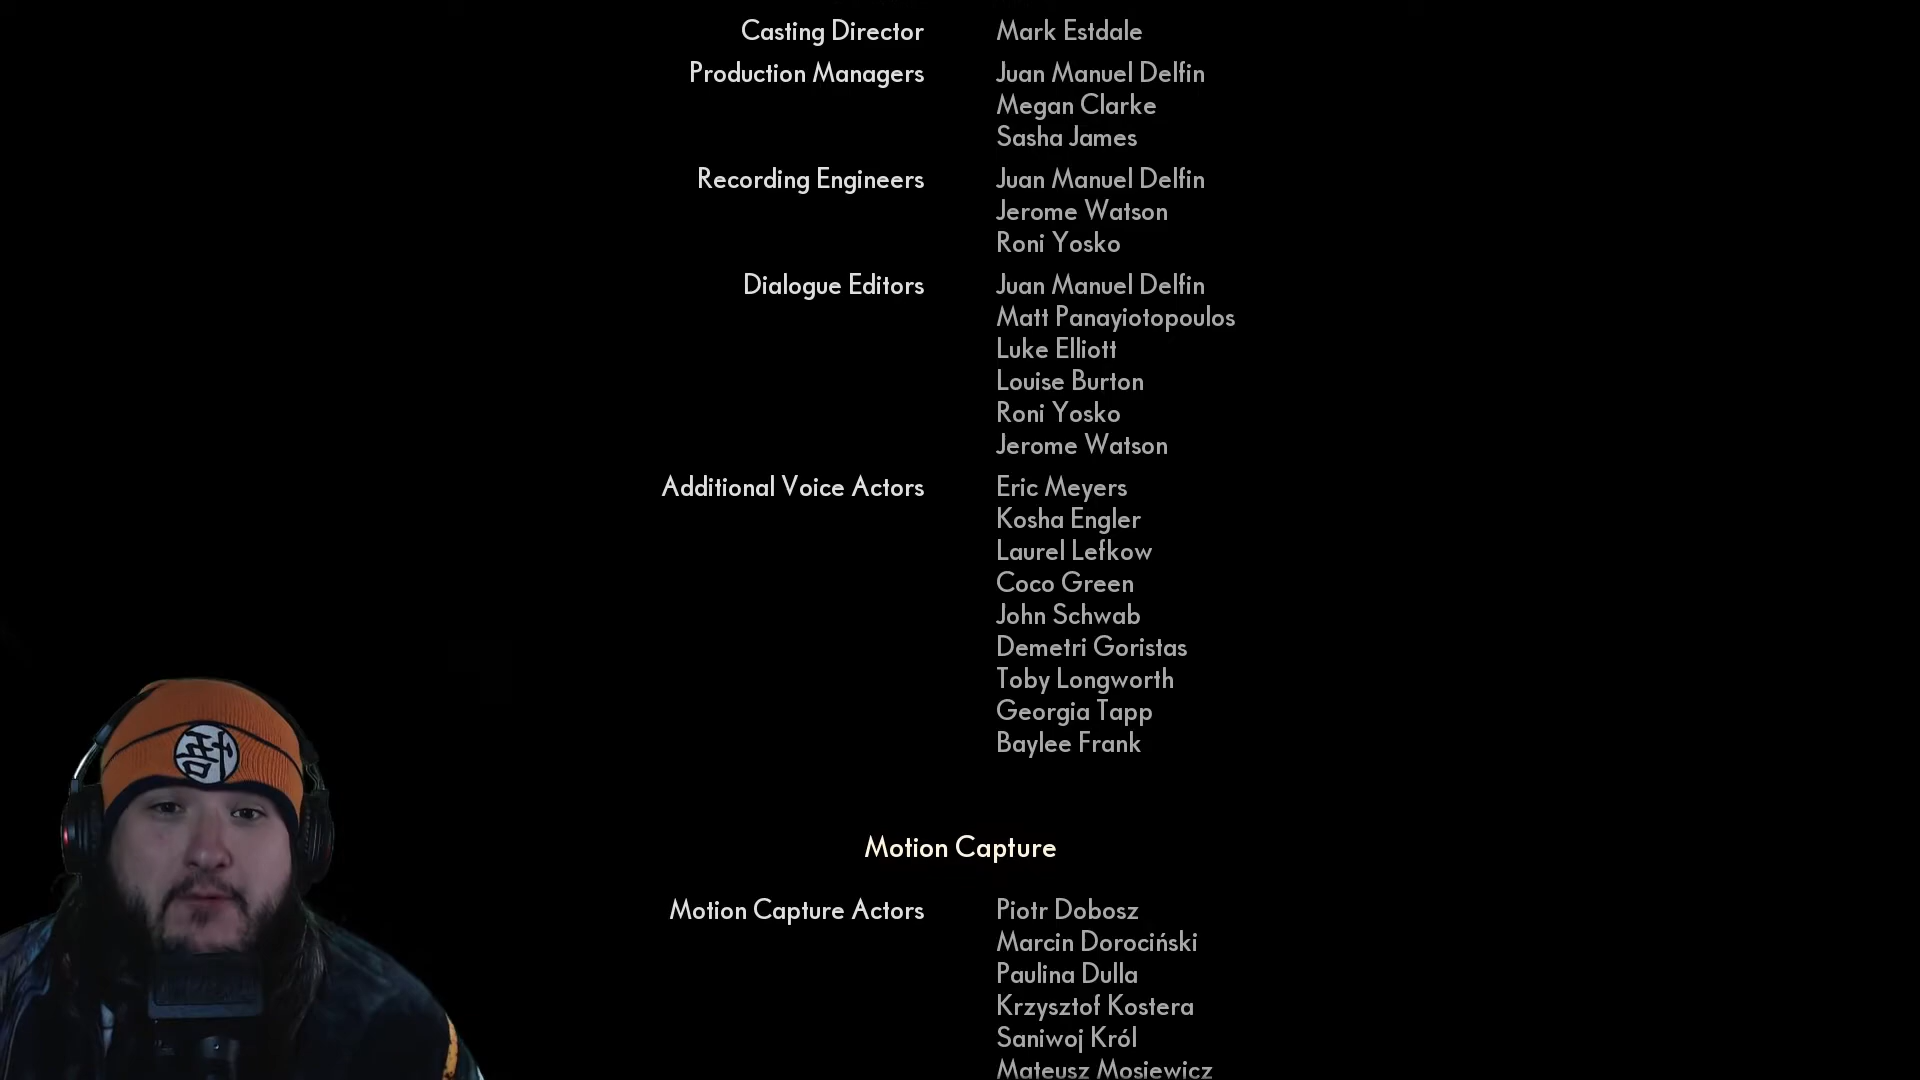 Casting Director Mark Estdale
Production Managers Juan Manuel Delfin
Megan Clarke
Sasha James
Recording Engineers Juan Manuel Delfin
Jerome Watson
Roni Yosko
Dialogue Editors Juan Manuel Delfin
Matt Panayiotopoulos
Luke Elliott
Louise Burton
Roni Yosko
Jerome Watson
Additional Voice Actors Eric Meyers
Kosha Engler
Laurel Lefkow
Coco Green
John Schwab
Demetri Goristas
Toby Longworth
Georgia Tapp
Baylee Frank
Motion Capture
Motion Capture Actors Piotr Dobosz
Marcin Dorociński
Paulina Dulla
Krzysztof Kostera
Saniwoj Król
Mateusz Mosiewicz
悟